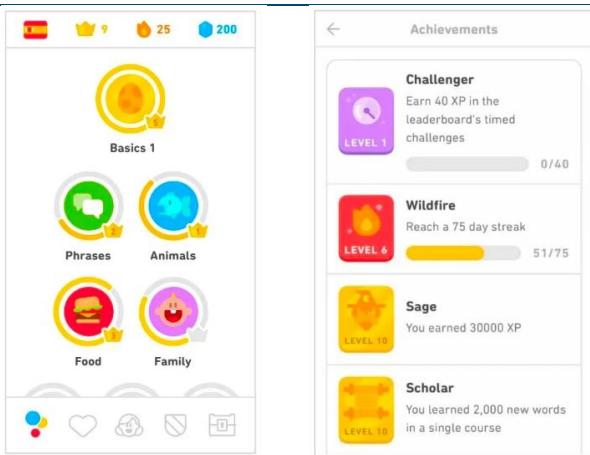 9 25 200
5
Basics 1
2 1
Phrases Animals
3
Food Family
Achievements
Challenger
Earn 40 XP in the
leaderboard's timed
challenges
LEVEL 1
0/40
Wildfire
Reach a 75 day streak
LEVEL 6
51/75
Sage
You earned 30000 XP
LEVEL 10
Scholar
You learned 2,000 new words
in a single course
LEVEL 10